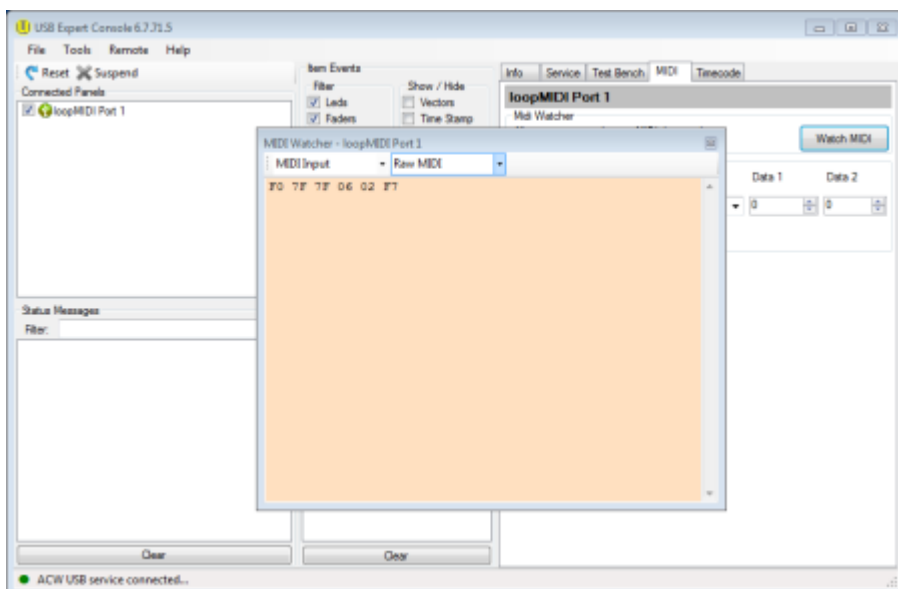 USB Expert Console 6.7.71.5
File Tools Remote Help
Reset Suspend
Connected Panels
loopMIDI Port 1
Item Events
Filter
Leds
Faders
Show / Hide
Vectors
Time Stamp
Info Service Test Bench MIDI Timecode
loopMIDI Port 1
Midi Watcher
Watch MIDI
Data 1 Data 2
0 0
MIDI Watcher - loopMIDI Port 1
MIDI Input Raw MIDI
F0 7F 7F 06 02 F7
Status Messages
Filter:
Clear Clear
ACW USB service connected...